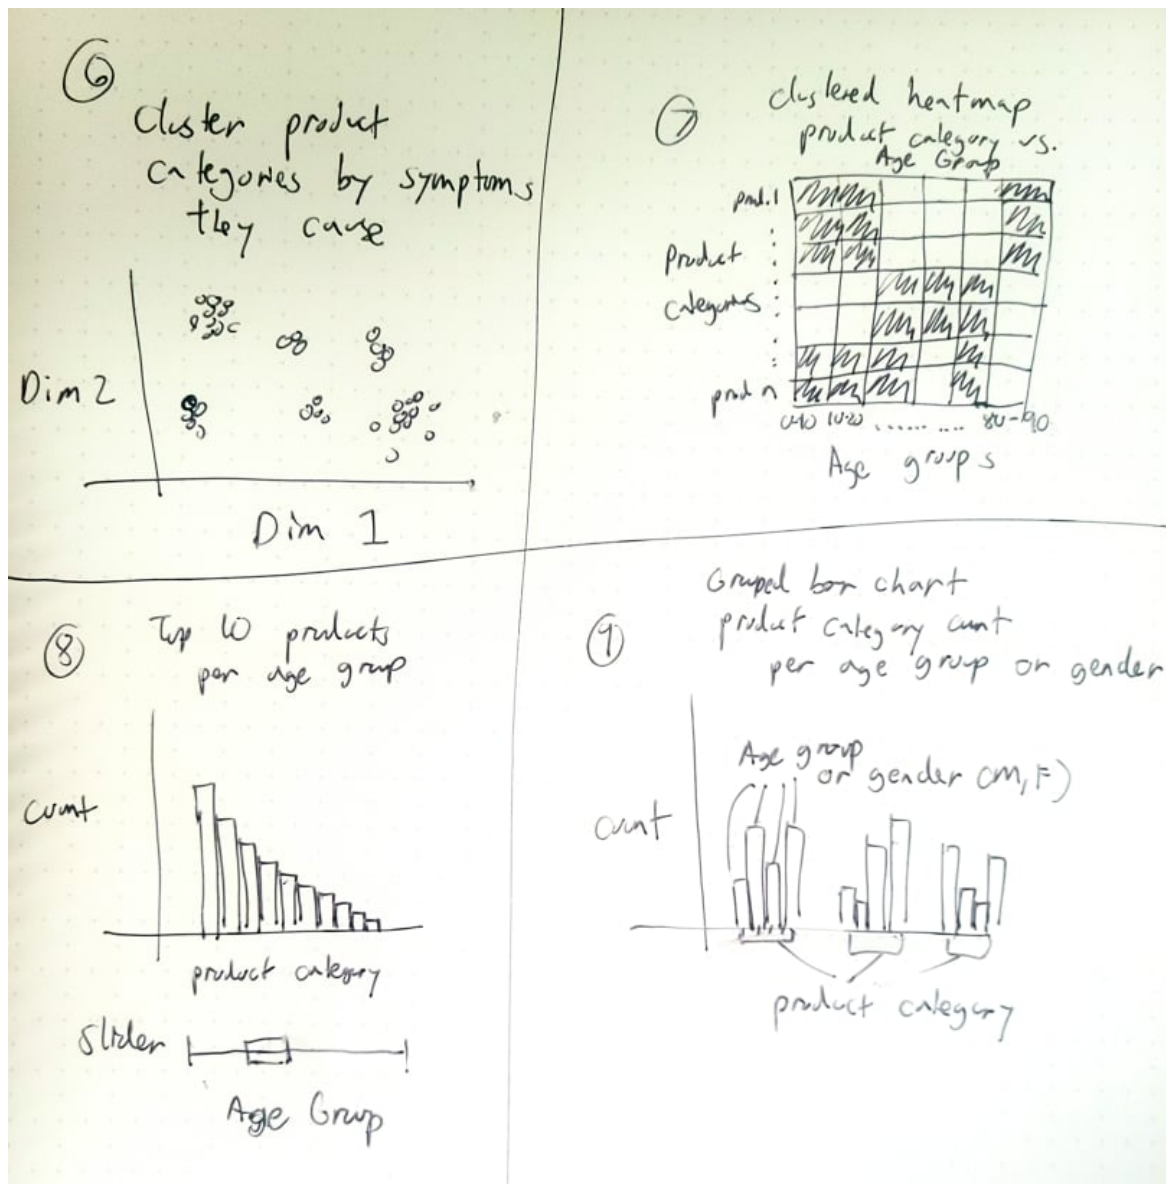 6
Cluster product
categories by symptoms
they cause
Dim 2
Dim 1
7
clustered heatmap
product category vs.
Age Group
prod. 1
Product
categories
prod n
0-10 10-20 ...... .... 80-90
Age groups
8
Top 10 products
per age group
count
product category
Slider
Age Group
9
Grouped bar chart
product category count
per age group or gender
Age group
or gender (M, F)
count
product category